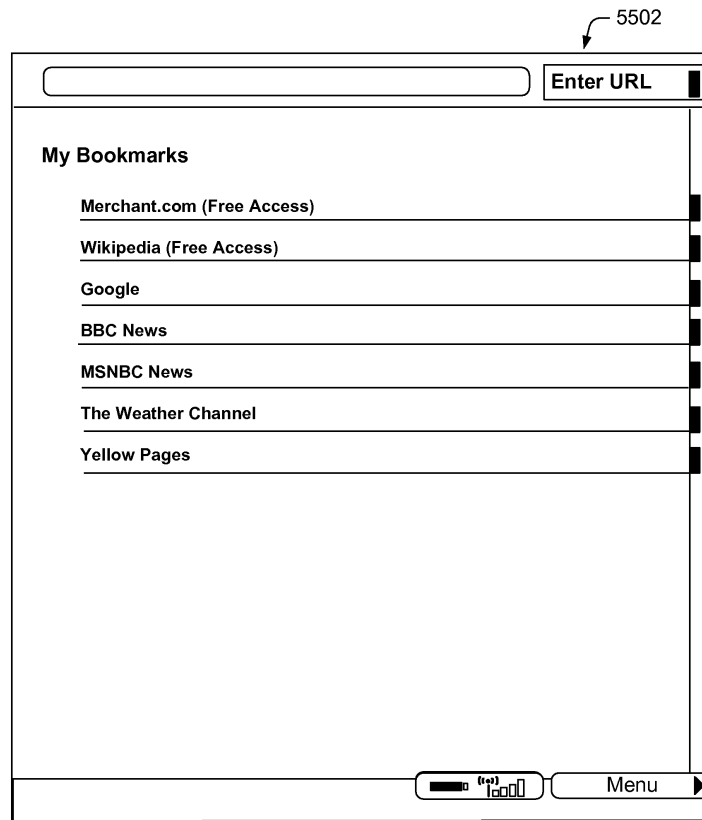 5502
Enter URL
My Bookmarks
Merchant.com (Free Access)
Wikipedia (Free Access)
Google
BBC News
MSNBC News
The Weather Channel
Yellow Pages
Menu